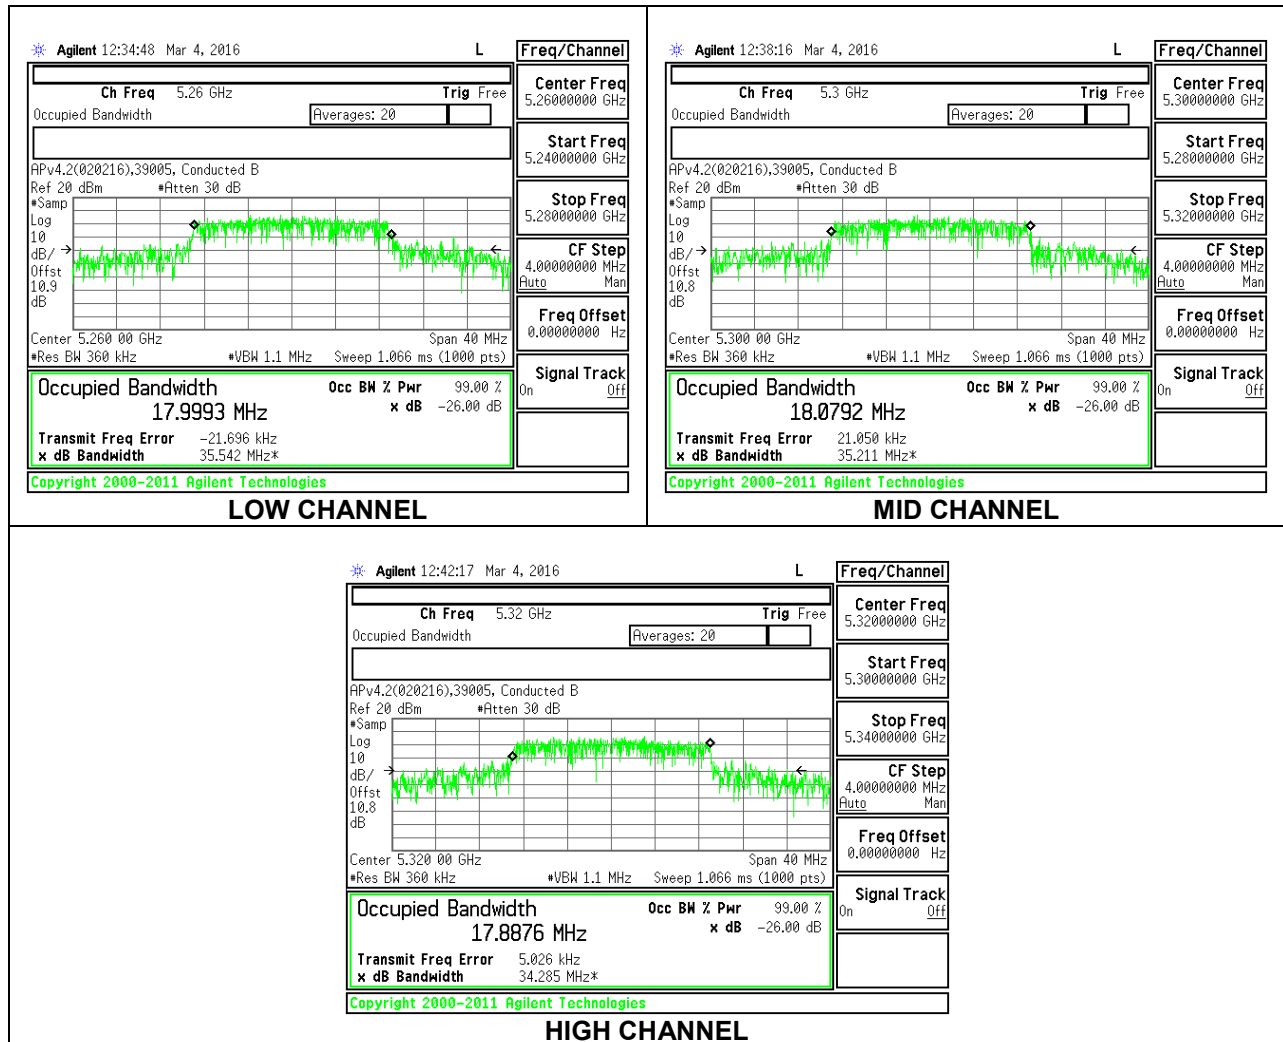 Agilent 12:34:48 Mar 4, 2016 L Freq/Channel
Ch Freq 5.26 GHz Trig Free
Occupied Bandwidth Averages: 20
APv4.2(020216),39005, Conducted B
Ref 20 dBm #Atten 30 dB
#Samp
Log
10
dB/
Offst
10.9
dB
Center 5.260 00 GHz Span 40 MHz
#Res BW 360 kHz #VBW 1.1 MHz Sweep 1.066 ms (1000 pts)
Occupied Bandwidth Occ BW % Pwr 99.00 %
17.9993 MHz x dB -26.00 dB
Transmit Freq Error -21.696 kHz
x dB Bandwidth 35.542 MHz*
Copyright 2000-2011 Agilent Technologies
Center Freq
5.26000000 GHz
Start Freq
5.24000000 GHz
Stop Freq
5.28000000 GHz
CF Step
4.00000000 MHz
Auto Man
Freq Offset
0.00000000 Hz
Signal Track
On Off
LOW CHANNEL
Agilent 12:38:16 Mar 4, 2016 L Freq/Channel
Ch Freq 5.3 GHz Trig Free
Occupied Bandwidth Averages: 20
APv4.2(020216),39005, Conducted B
Ref 20 dBm #Atten 30 dB
#Samp
Log
10
dB/
Offst
10.8
dB
Center 5.300 00 GHz Span 40 MHz
#Res BW 360 kHz #VBW 1.1 MHz Sweep 1.066 ms (1000 pts)
Occupied Bandwidth Occ BW % Pwr 99.00 %
18.0792 MHz x dB -26.00 dB
Transmit Freq Error 21.050 kHz
x dB Bandwidth 35.211 MHz*
Copyright 2000-2011 Agilent Technologies
Center Freq
5.30000000 GHz
Start Freq
5.28000000 GHz
Stop Freq
5.32000000 GHz
CF Step
4.00000000 MHz
Auto Man
Freq Offset
0.00000000 Hz
Signal Track
On Off
MID CHANNEL
Agilent 12:42:17 Mar 4, 2016 L Freq/Channel
Ch Freq 5.32 GHz Trig Free
Occupied Bandwidth Averages: 20
APv4.2(020216),39005, Conducted B
Ref 20 dBm #Atten 30 dB
#Samp
Log
10
dB/
Offst
10.8
dB
Center 5.320 00 GHz Span 40 MHz
#Res BW 360 kHz #VBW 1.1 MHz Sweep 1.066 ms (1000 pts)
Occupied Bandwidth Occ BW % Pwr 99.00 %
17.8876 MHz x dB -26.00 dB
Transmit Freq Error 5.026 kHz
x dB Bandwidth 34.285 MHz*
Copyright 2000-2011 Agilent Technologies
Center Freq
5.32000000 GHz
Start Freq
5.30000000 GHz
Stop Freq
5.34000000 GHz
CF Step
4.00000000 MHz
Auto Man
Freq Offset
0.00000000 Hz
Signal Track
On Off
HIGH CHANNEL